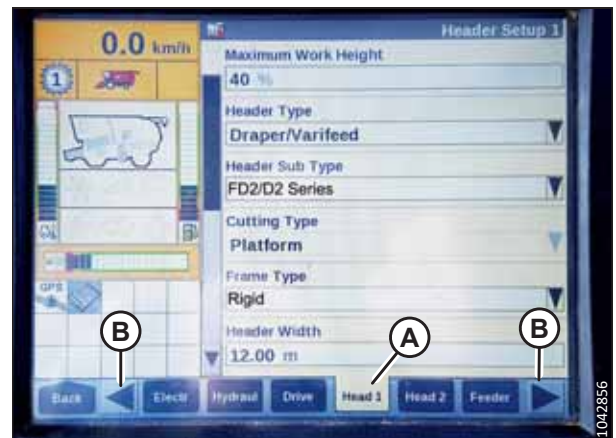 0.0 km/h
Header Setup 1
1
Maximum Work Height
40 %
Header Type
Draper/Varifeed
Header Sub Type
FD2/D2 Series
Cutting Type
Platform
Frame Type
Rigid
GPS
Header Width
12.00 m
B
A
B
Back
Electr
Hydraul
Drive
Head 1
Head 2
Feeder
1042856